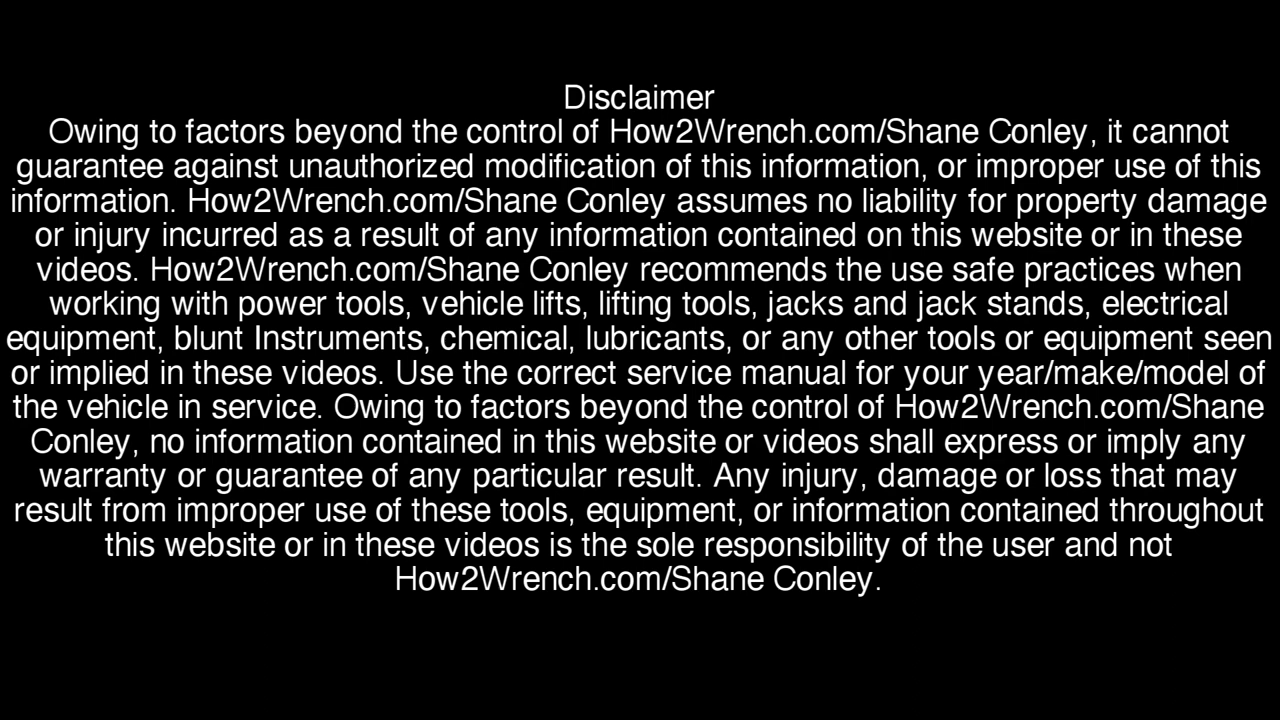 Disclaimer
Owing to factors beyond the control of How2Wrench.com/Shane Conley, it cannot
guarantee against unauthorized modification of this information, or improper use of this
information. How2Wrench.com/Shane Conley assumes no liability for property damage
or injury incurred as a result of any information contained on this website or in these
videos. How2Wrench.com/Shane Conley recommends the use safe practices when
working with power tools, vehicle lifts, lifting tools, jacks and jack stands, electrical
equipment, blunt Instruments, chemical, lubricants, or any other tools or equipment seen
or implied in these videos. Use the correct service manual for your year/make/model of
the vehicle in service. Owing to factors beyond the control of How2Wrench.com/Shane
Conley, no information contained in this website or videos shall express or imply any
warranty or guarantee of any particular result. Any injury, damage or loss that may
result from improper use of these tools, equipment, or information contained throughout
this website or in these videos is the sole responsibility of the user and not
How2Wrench.com/Shane Conley.